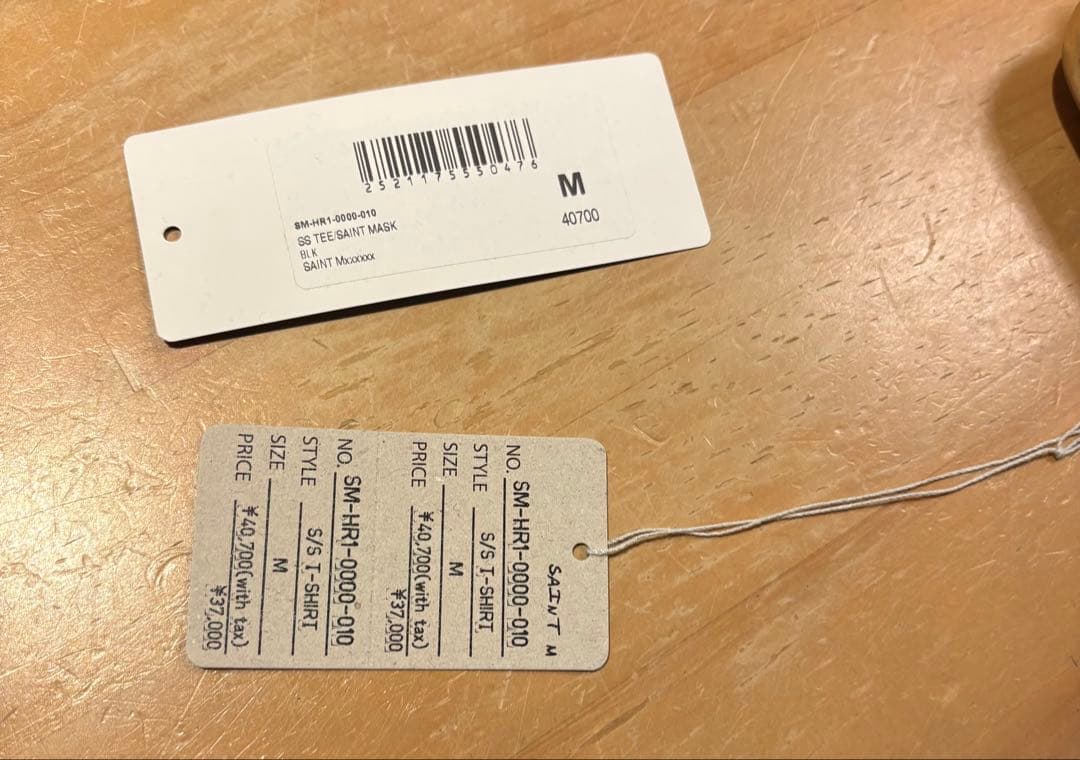 2521175550476
SM-HR1-0000-010
SS TEE/SAINT MASK
BLK
SAINT Mxxxxxx
M
40700
SAINT M
NO. SM-HR1-0000-010
STYLE S/S T-SHIRT
SIZE M
PRICE ¥40,700(with tax)
¥37,000
NO. SM-HR1-0000-010
STYLE S/S T-SHIRT
SIZE M
PRICE ¥40,700(with tax)
¥37,000